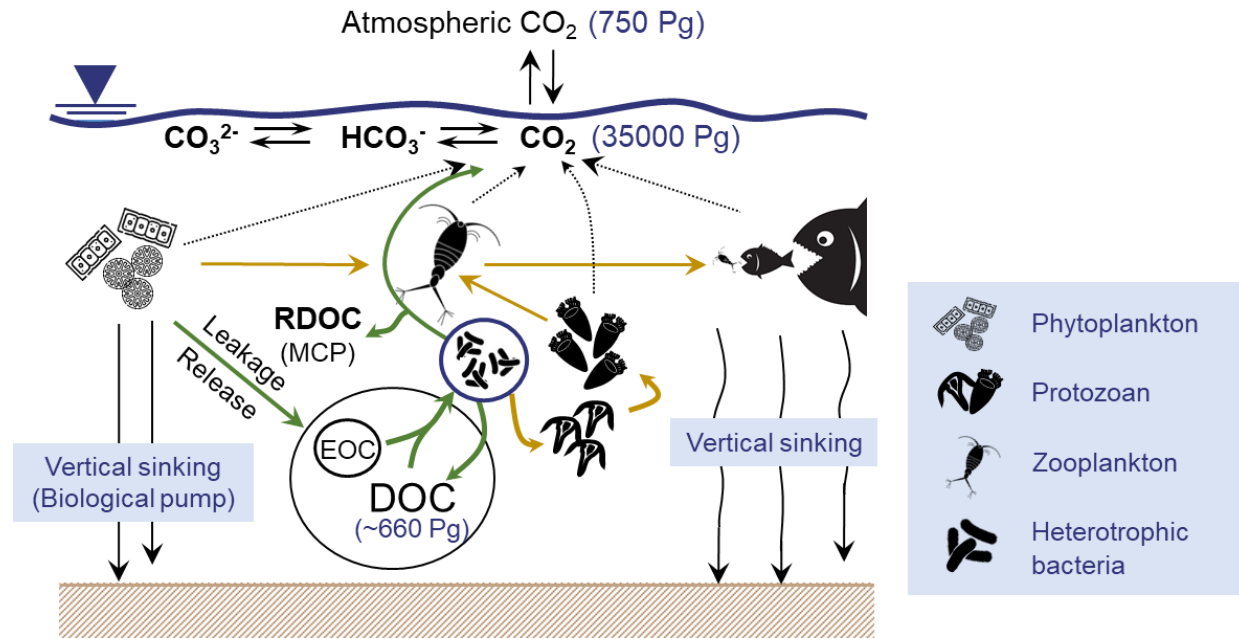 Atmospheric CO₂ (750 Pg)
CO₃²⁻ HCO₃⁻ CO₂ (35000 Pg)
RDOC
(MCP)
Leakage
Release
EOC
DOC
(~660 Pg)
Vertical sinking
(Biological pump)
Vertical sinking
Phytoplankton
Protozoan
Zooplankton
Heterotrophic
bacteria